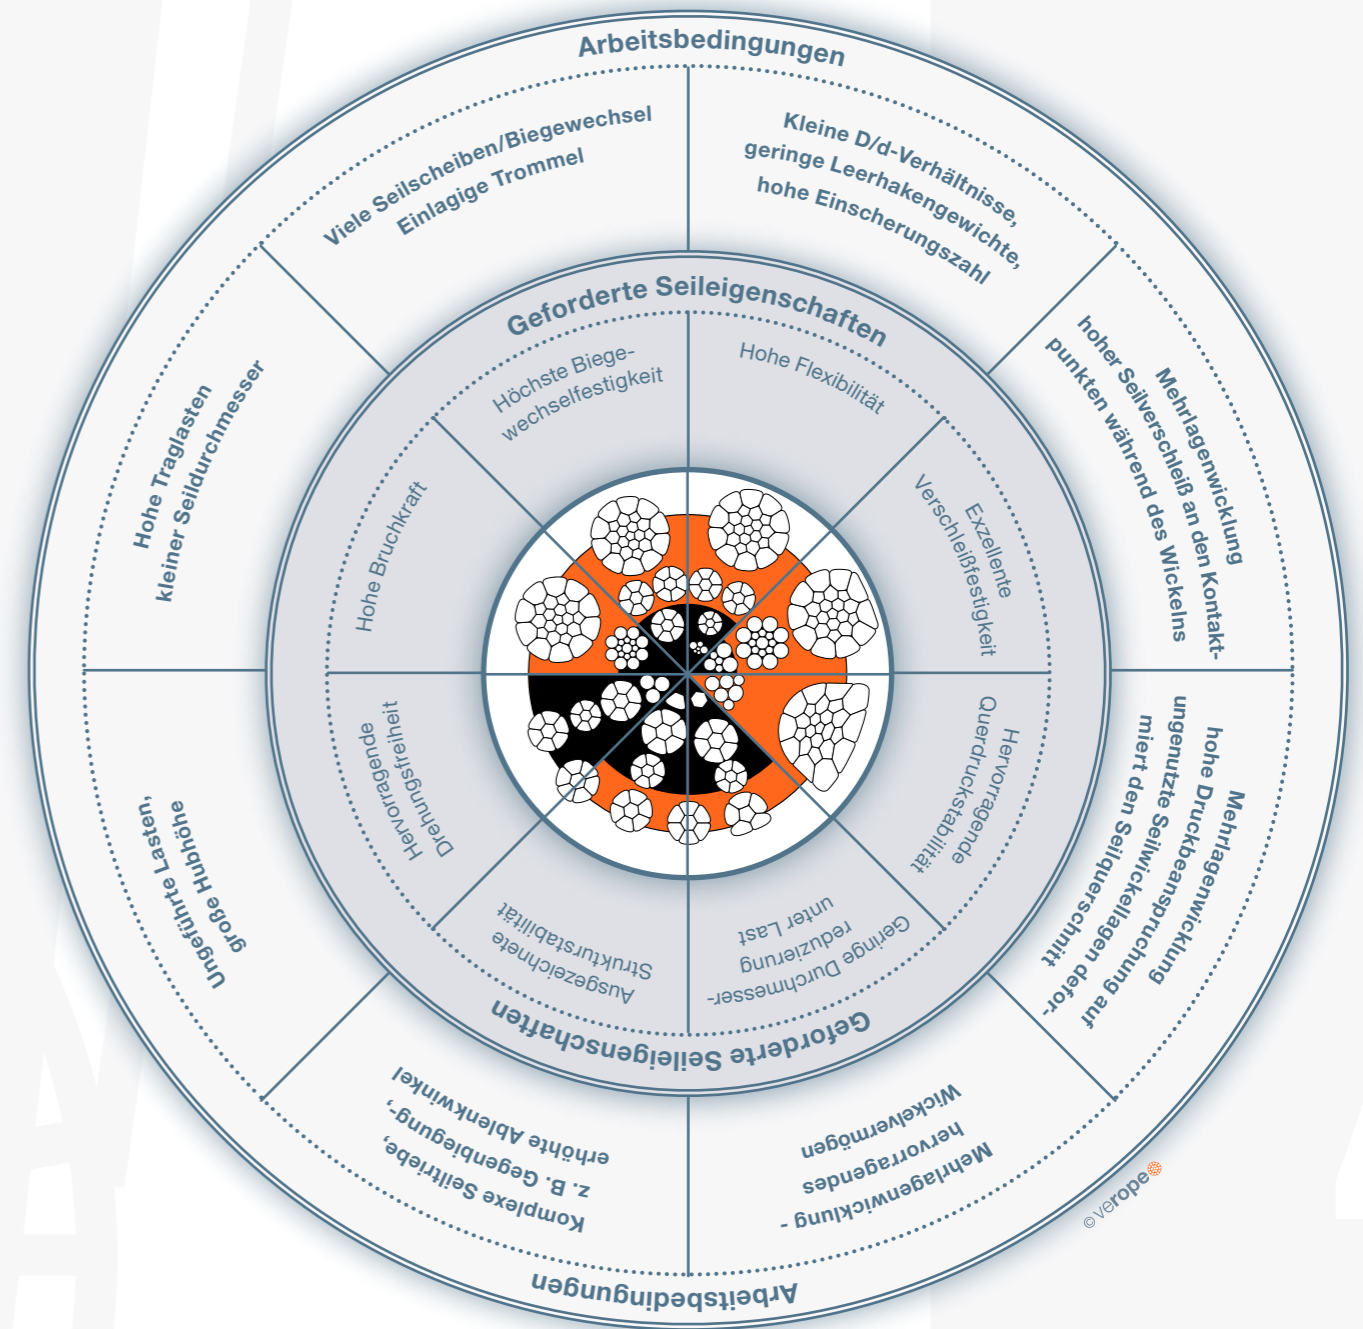 Arbeitsbedingungen
Viele Seilscheiben/Biegewechsel
Einlagige Trommel
Kleine D/d-Verhältnisse,
geringe Leerhakengewichte,
hohe Einscherungszahl
Mehrlagenwicklung
hoher Seilverschleiß an den Kontakt-
punkten während des Wickelns
Mehrlagenwicklung
hohe Druckbeanspruchung auf
ungenutzte Seilwickellagen defor-
miert den Seilquerschnitt
Mehrlagenwicklung -
hervorragendes
Wickelvermögen
Komplexe Seiltriebe,
z. B. Gegenbiegung-,
erhöhte Ablenkwinkel
Ungeführte Lasten,
große Hubhöhe
Hohe Traglasten
kleiner Seildurchmesser
Arbeitsbedingungen
Geforderte Seileigenschaften
Höchste Biege-
wechselfestigkeit
Hohe Flexibilität
Exzellente
Verschleißfestigkeit
Hervorragende
Querdruckstabilität
Geringe Durchmesser-
reduzierung
unter Last
Ausgezeichnete
Strukturstabilität
Hervorragende
Drehungsfreiheit
Hohe Bruchkraft
Geforderte Seileigenschaften
© verope